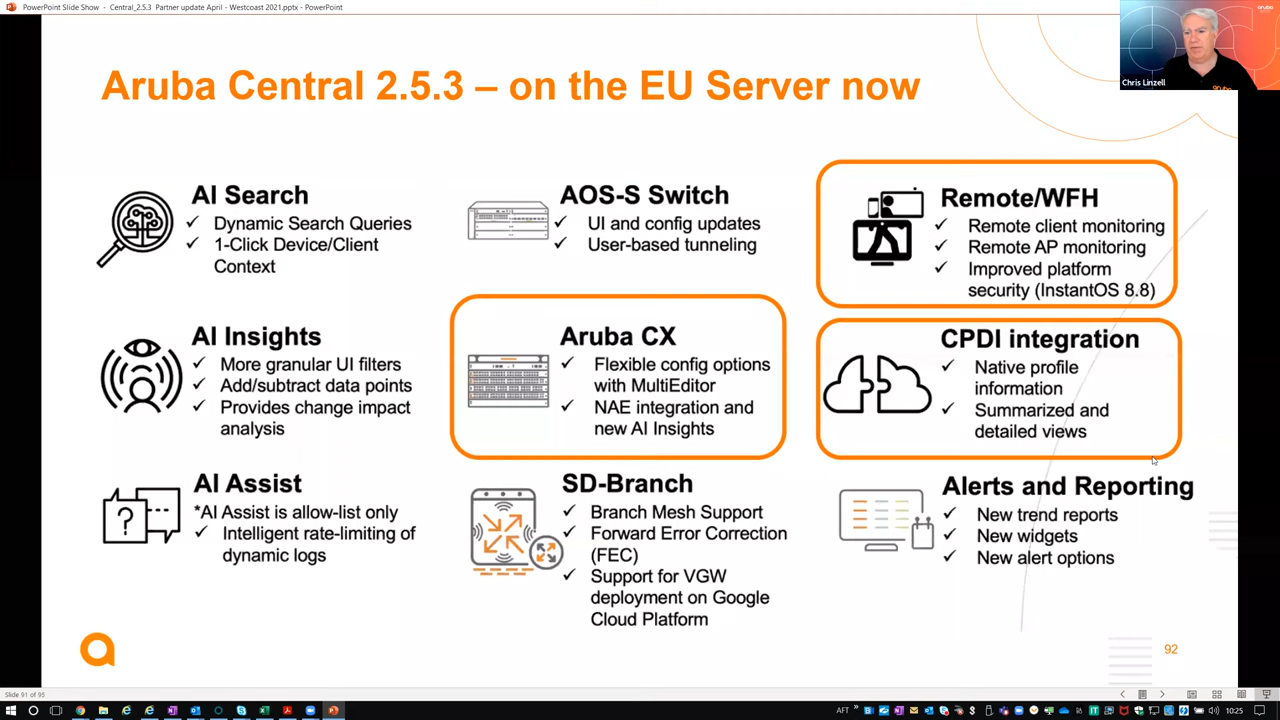 PowerPoint Slide Show - Central_2.5.3 Partner update April - Westcoast 2021.pptx - PowerPoint
Chris Linzell
Aruba Central 2.5.3 – on the EU Server now
AI Search
✓ Dynamic Search Queries
✓ 1-Click Device/Client
Context
AOS-S Switch
✓ UI and config updates
✓ User-based tunneling
Remote/WFH
✓ Remote client monitoring
✓ Remote AP monitoring
✓ Improved platform
security (InstantOS 8.8)
AI Insights
✓ More granular UI filters
✓ Add/subtract data points
✓ Provides change impact
analysis
Aruba CX
✓ Flexible config options
with MultiEditor
✓ NAE integration and
new AI Insights
CPDI integration
✓ Native profile
information
✓ Summarized and
detailed views
AI Assist
*AI Assist is allow-list only
✓ Intelligent rate-limiting of
dynamic logs
SD-Branch
✓ Branch Mesh Support
✓ Forward Error Correction
(FEC)
✓ Support for VGW
deployment on Google
Cloud Platform
Alerts and Reporting
✓ New trend reports
✓ New widgets
✓ New alert options
92
Slide 91 of 95
AFT
10:25